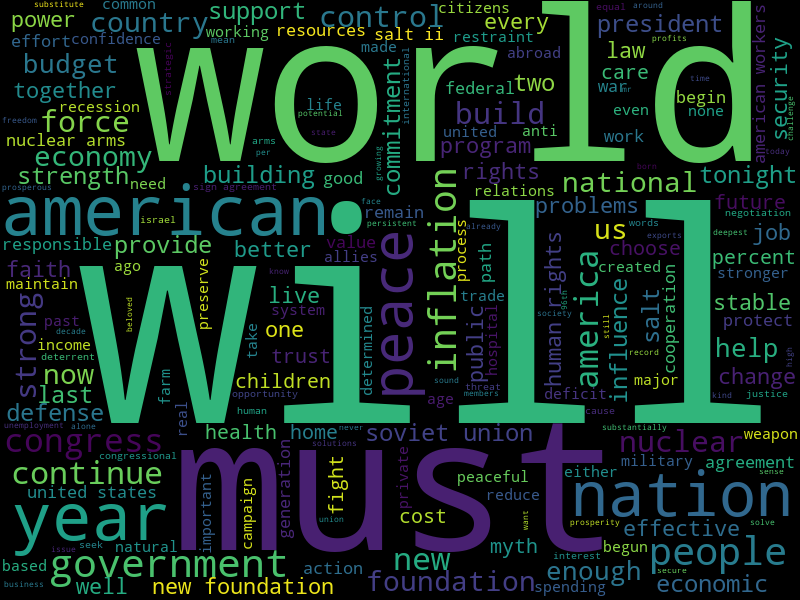 substitute common citizens world equal around
power country support control every president
effort confidence working resources salt ii restraint abroad mean made profits
budget strategic international law
together recession life federal two care war security american workers
force potential begin none time challenge
freedom nuclear arms state commitment build united anti even mr today
economy arms per program work
strength need building good growing rights national tonight
prosperous sign agreement relations born
american israel face remain persistent already us problems future negotiation job
responsible provide better value allies peace inflation process path words exports deepest choose percent
faith ago know created stronger
maintain preserve live system determined trade public hospital human rights 96th society america influence salt cooperation stable protect
strong past beloved will
income decade take one trust still record help
now deterrent farm children opportunity sound threat deficit major change high
last real human age members cause kind justice
defense unemployment alone health home never soviet union substantially nuclear weapon
congress congressional generation solutions must
continue important campaign fight private peaceful either military agreement sense
united states reduce nation
year union cost want prosperity effective solve
issue seek natural myth begun people
based government action new interest enough secure economic
business well new foundation foundation spending